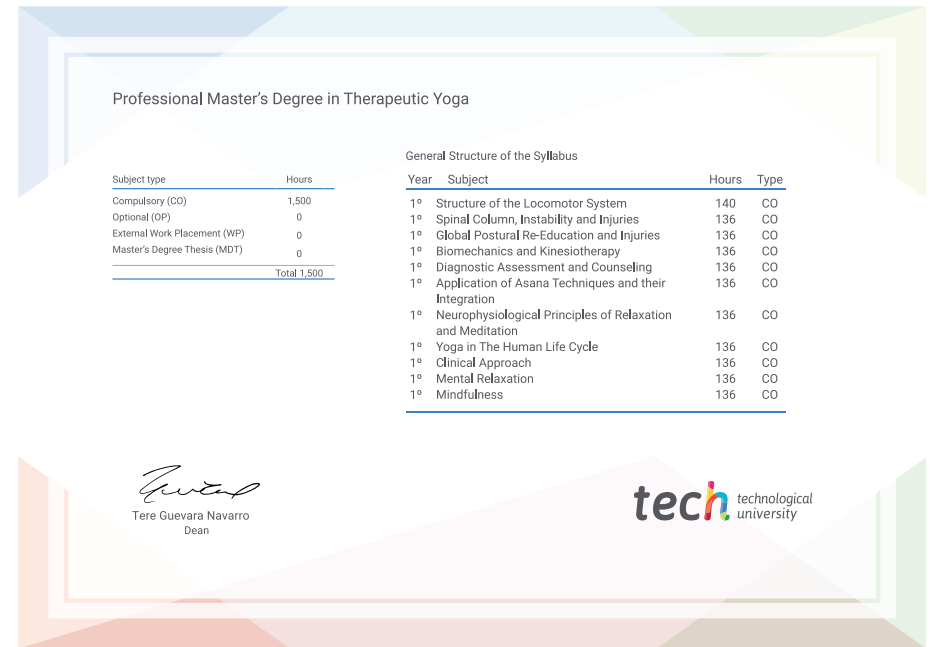 Professional Master's Degree in Therapeutic Yoga
Subject type Hours
Compulsory (CO) 1,500
Optional (OP) 0
External Work Placement (WP) 0
Master's Degree Thesis (MDT) 0
Total 1,500
General Structure of the Syllabus
Year Subject Hours Type
1º Structure of the Locomotor System 140 CO
1º Spinal Column, Instability and Injuries 136 CO
1º Global Postural Re-Education and Injuries 136 CO
1º Biomechanics and Kinesiotherapy 136 CO
1º Diagnostic Assessment and Counseling 136 CO
1º Application of Asana Techniques and their 136 CO
Integration
1º Neurophysiological Principles of Relaxation 136 CO
and Meditation
1º Yoga in The Human Life Cycle 136 CO
1º Clinical Approach 136 CO
1º Mental Relaxation 136 CO
1º Mindfulness 136 CO
Tere Guevara Navarro
Dean
tech technological
university